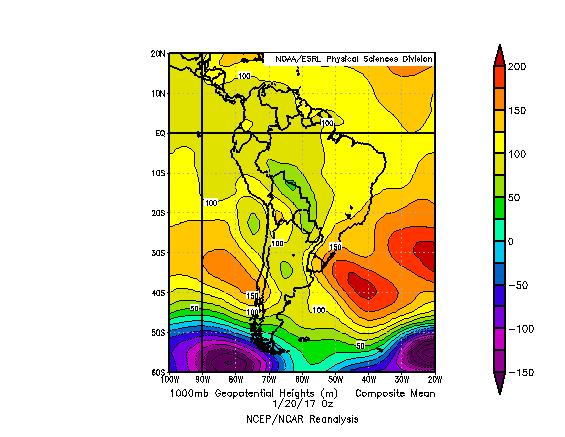 NOAA/ESRL Physical Sciences Division
20N
10N
EQ
10S
20S
30S
40S
50S
60S
100W 90W 80W 70W 60W 50W 40W 30W 20W
100
100
100
100
150
150
100
100
50
50
200
150
100
50
0
−50
−100
−150
1000mb Geopotential Heights (m) Composite Mean
1/20/17 0z
NCEP/NCAR Reanalysis